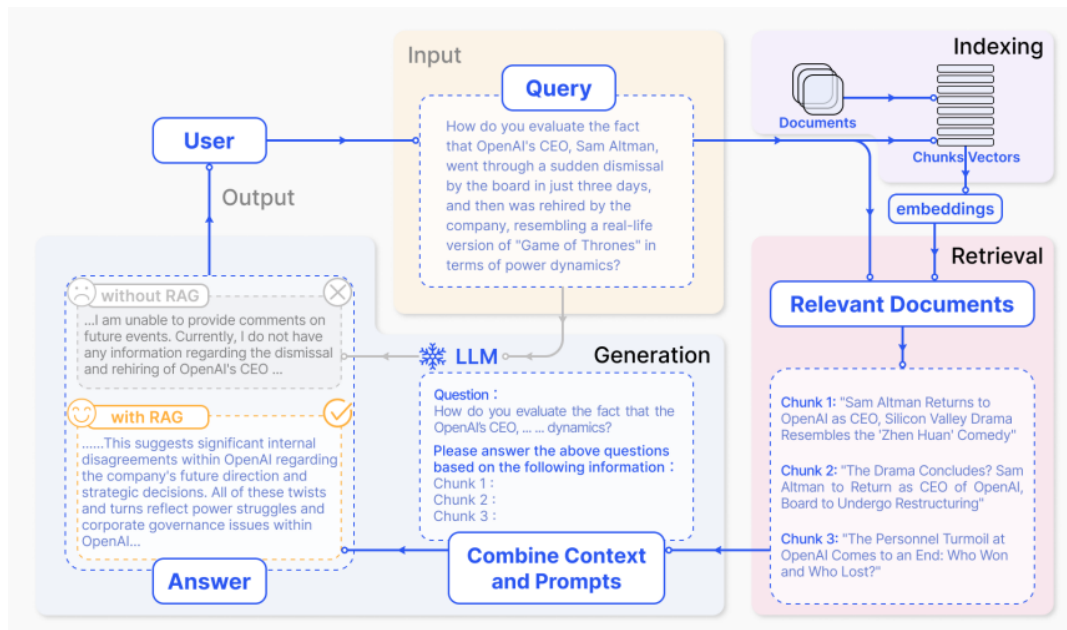 Input
Query
How do you evaluate the fact
that OpenAI's CEO, Sam Altman,
went through a sudden dismissal
by the board in just three days,
and then was rehired by the
company, resembling a real-life
version of "Game of Thrones" in
terms of power dynamics?
Indexing
Documents
Chunks Vectors
embeddings
User
Output
Retrieval
Relevant Documents
Chunk 1: "Sam Altman Returns to
OpenAI as CEO, Silicon Valley Drama
Resembles the 'Zhen Huan' Comedy"
Chunk 2: "The Drama Concludes? Sam
Altman to Return as CEO of OpenAI,
Board to Undergo Restructuring"
Chunk 3: "The Personnel Turmoil at
OpenAI Comes to an End: Who Won
and Who Lost?"
LLM
Generation
Question :
How do you evaluate the fact that the
OpenAI's CEO, ... ... dynamics?
Please answer the above questions
based on the following information :
Chunk 1 :
Chunk 2 :
Chunk 3 :
Combine Context
and Prompts
without RAG
...I am unable to provide comments on
future events. Currently, I do not have
any information regarding the dismissal
and rehiring of OpenAI's CEO ...
with RAG
......This suggests significant internal
disagreements within OpenAI regarding
the company's future direction and
strategic decisions. All of these twists
and turns reflect power struggles and
corporate governance issues within
OpenAI...
Answer